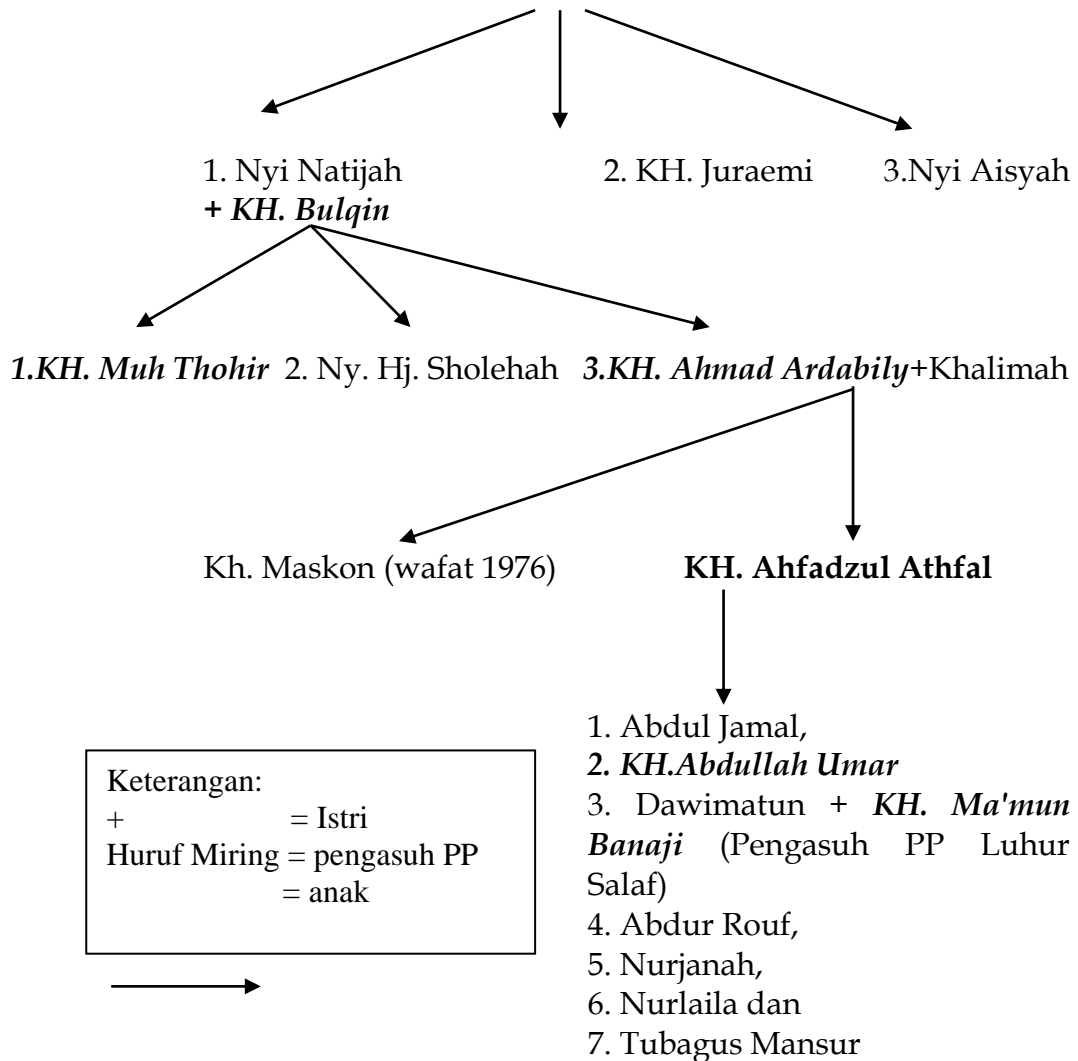 1. Nyi Natijah 2. KH. Juraemi 3.Nyi Aisyah
+ KH. Bulqin
1.KH. Muh Thohir 2. Ny. Hj. Sholehah 3.KH. Ahmad Ardabily+Khalimah
Kh. Maskon (wafat 1976) KH. Ahfadzul Athfal
1. Abdul Jamal,
2. KH.Abdullah Umar
3. Dawimatun + KH. Ma'mun
Banaji (Pengasuh PP Luhur
Salaf)
4. Abdur Rouf,
5. Nurjanah,
6. Nurlaila dan
7. Tubagus Mansur
Keterangan:
+ = Istri
Huruf Miring = pengasuh PP
= anak